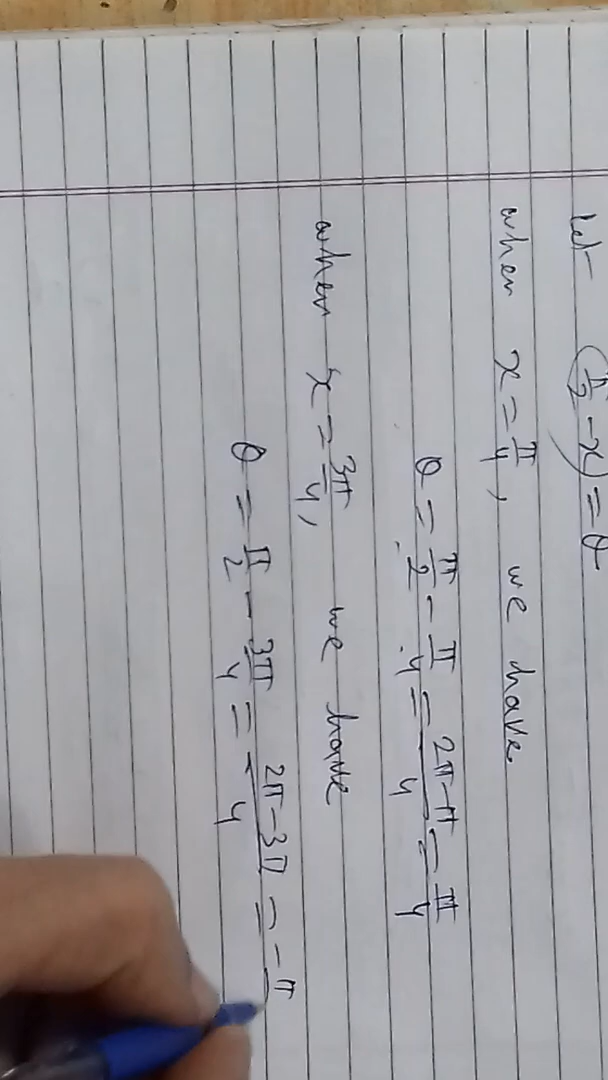 Let (π/2 - x) = θ
when x = π/4, we have
θ = π/2 - π/4 = (2π-π)/4 = π/4
when x = 3π/4, we have
θ = π/2 - 3π/4 = (2π-3π)/4 = -π